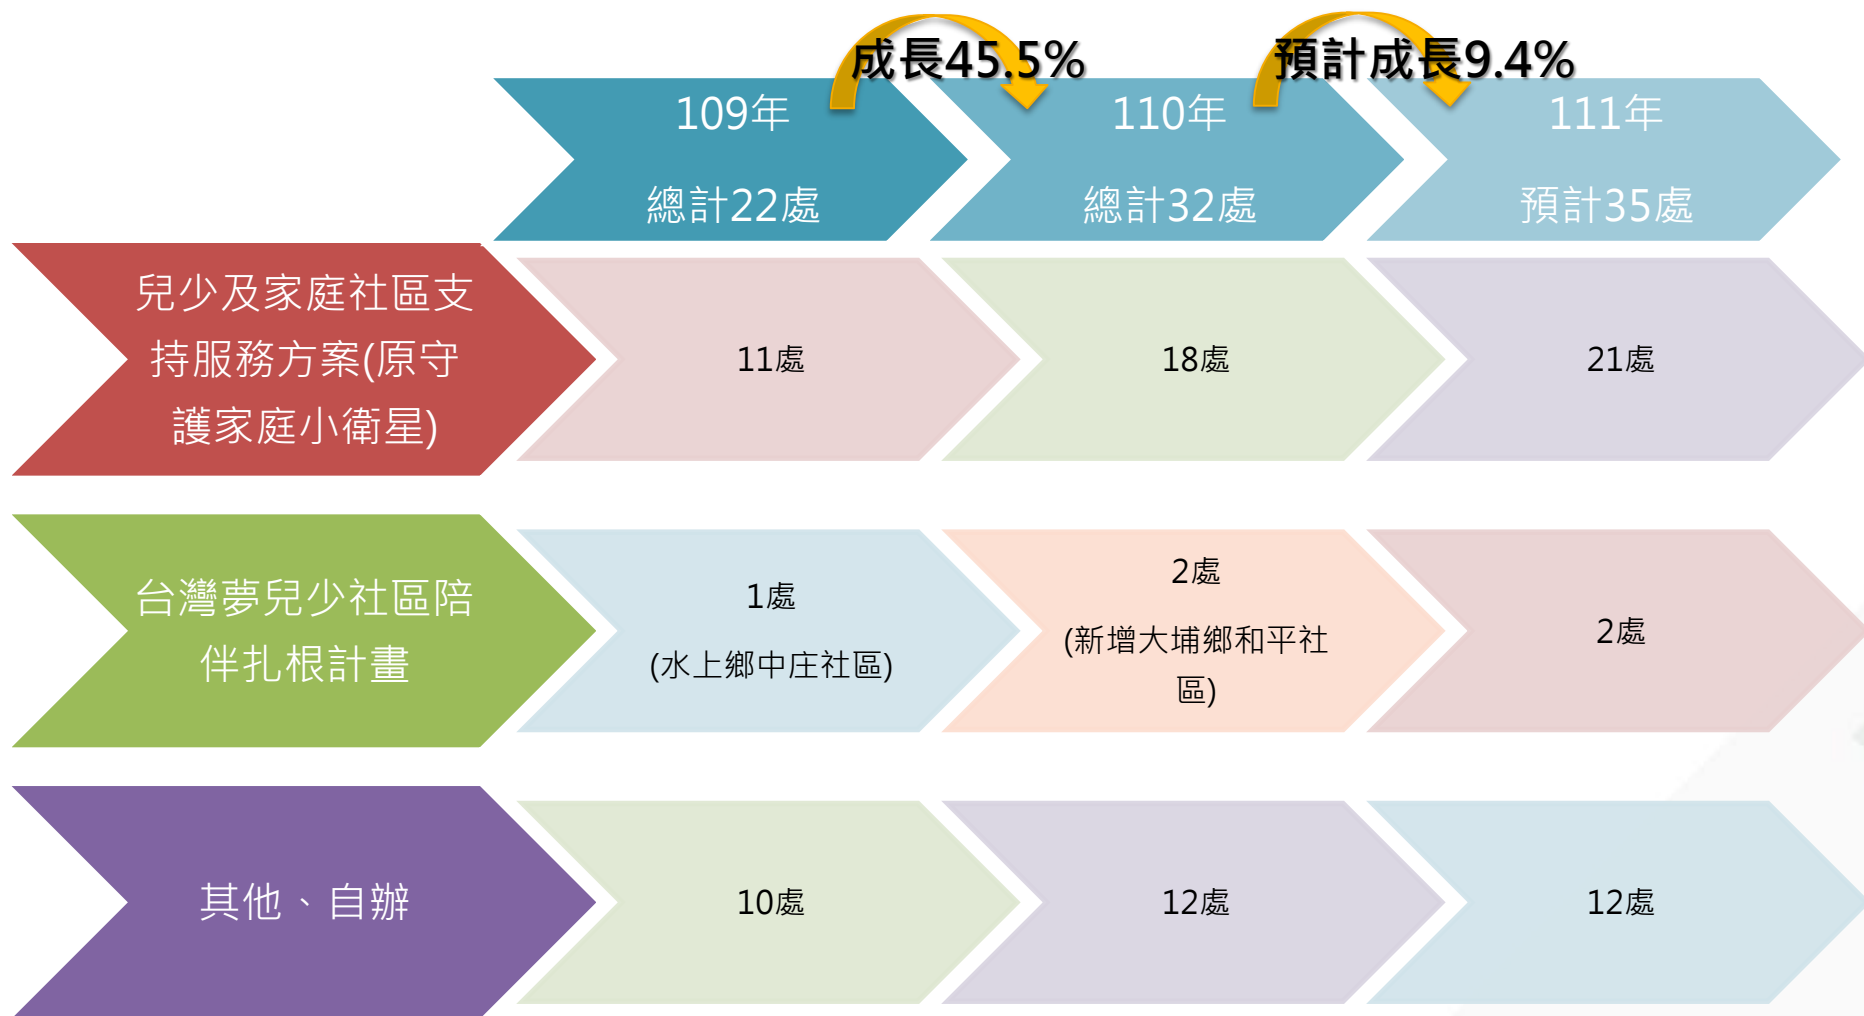 成長45.5%
預計成長9.4%
109年
總計22處
110年
總計32處
111年
預計35處
兒少及家庭社區支
持服務方案(原守
護家庭小衛星)
11處
18處
21處
台灣夢兒少社區陪
伴扎根計畫
1處
(水上鄉中庄社區)
2處
(新增大埔鄉和平社
區)
2處
其他、自辦
10處
12處
12處